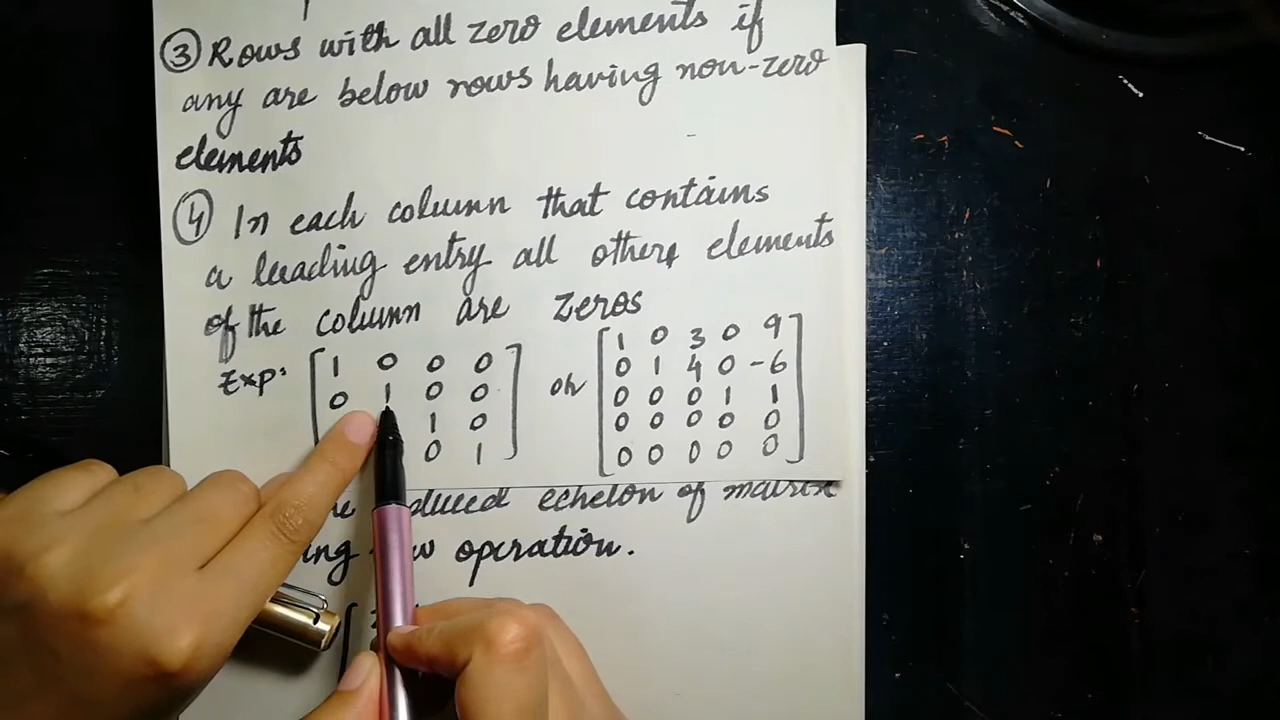 ③ Rows with all zero elements if
any are below rows having non-zero
elements
④ In each column that contains
a leading entry all other elements
of the column are zeros
Exp: [ 1 0 0 0 ] or [ 1 0 3 0 9 ]
0 1 0 0 0 1 4 0 -6
1 0 0 0 0 1 1
0 1 0 0 0 0 0
0 0 0 0 0
echelon of matrix
operation.